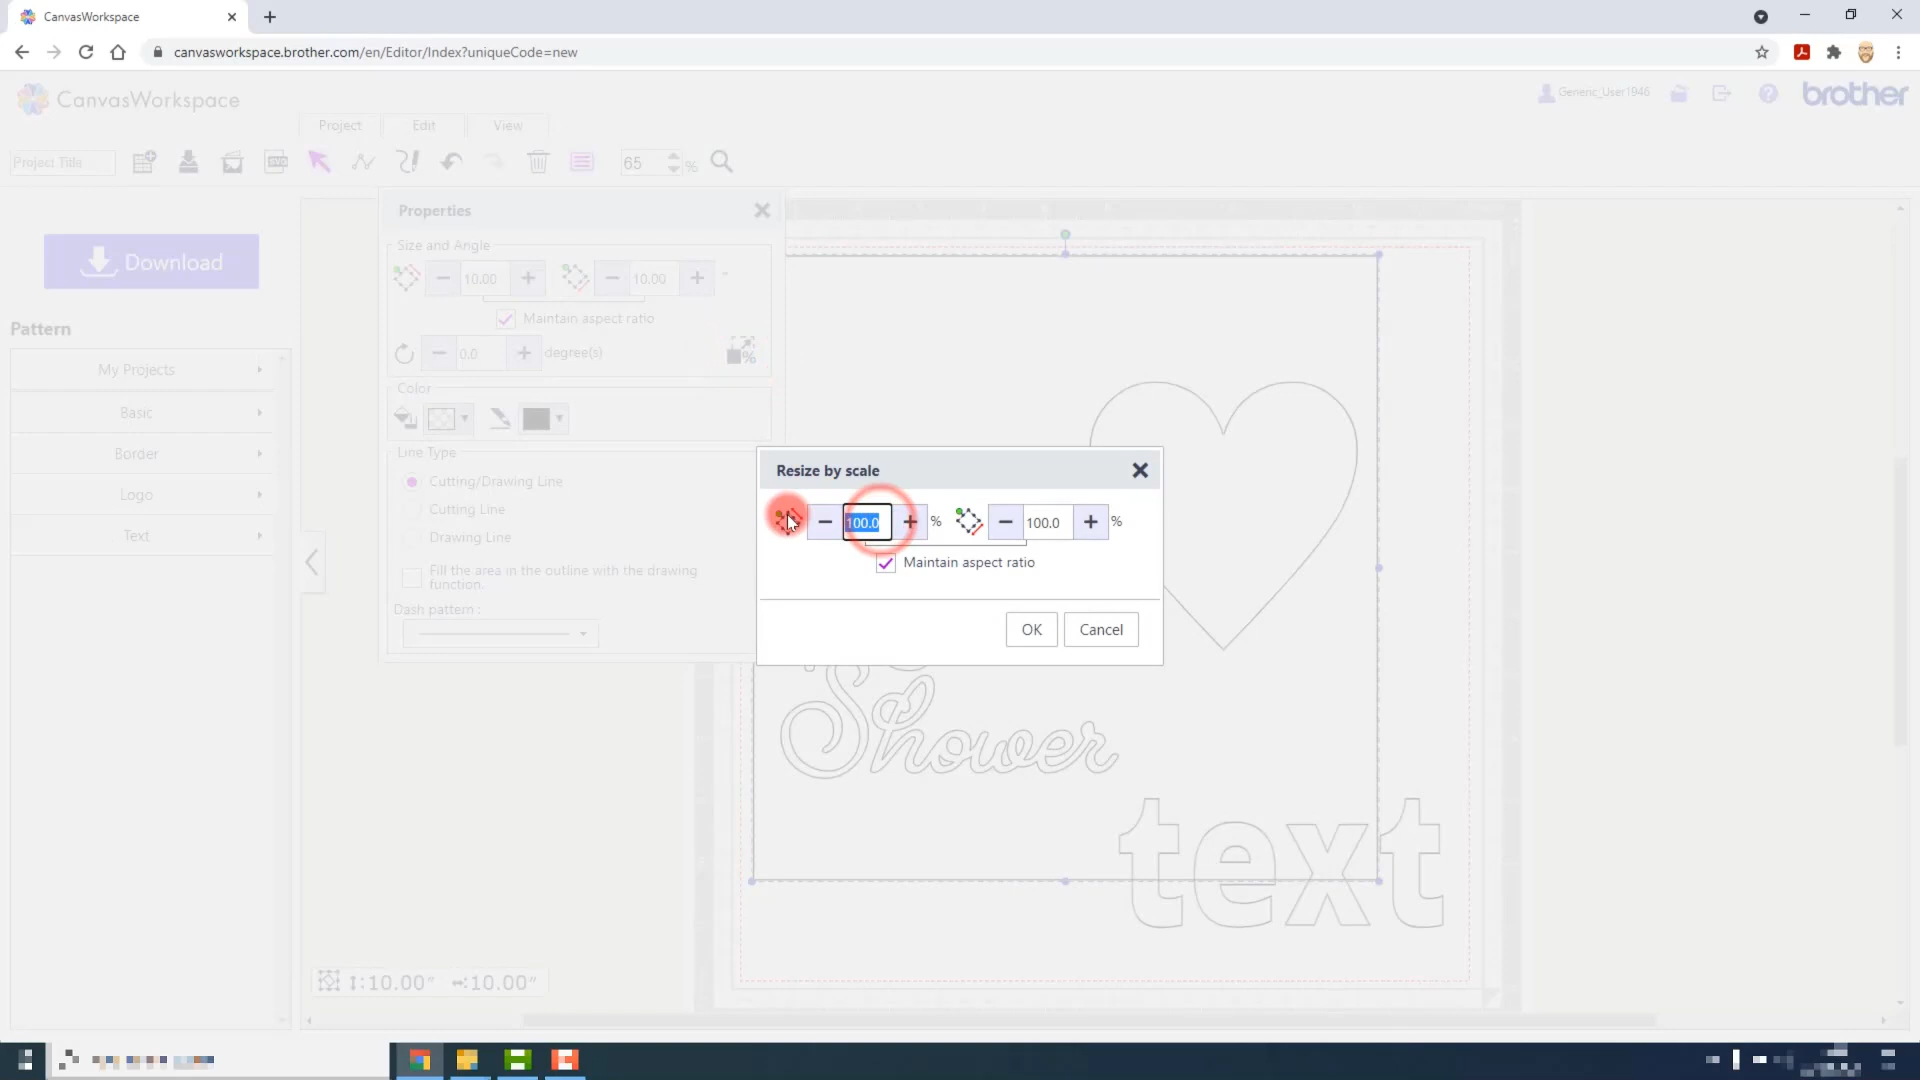 CanvasWorkspace
canvasworkspace.brother.com/en/Editor/Index?uniqueCode=new
CanvasWorkspace
Generic_User1946
brother
Project
Edit
View
Project Title
SVG
65
%
Properties
Size and Angle
10.00
10.00
"
Maintain aspect ratio
0.0
degree(s)
%
Color
Line Type
Cutting/Drawing Line
Cutting Line
Drawing Line
Fill the area in the outline with the drawing
function.
Dash pattern :
Download
Pattern
My Projects
Basic
Border
Logo
Text
Resize by scale
100.0
%
100.0
%
Maintain aspect ratio
OK
Cancel
Shower
text
:10.00"
:10.00"